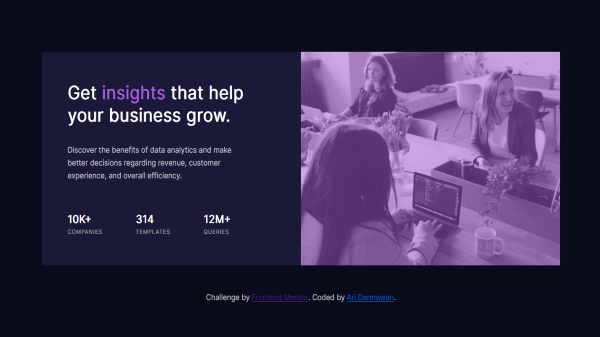 Get insights that help
your business grow.
Discover the benefits of data analytics and make
better decisions regarding revenue, customer
experience, and overall efficiency.
10K+ 314 12M+
COMPANIES TEMPLATES QUERIES
Challenge by Frontend Mentor. Coded by Ari Darmawan.